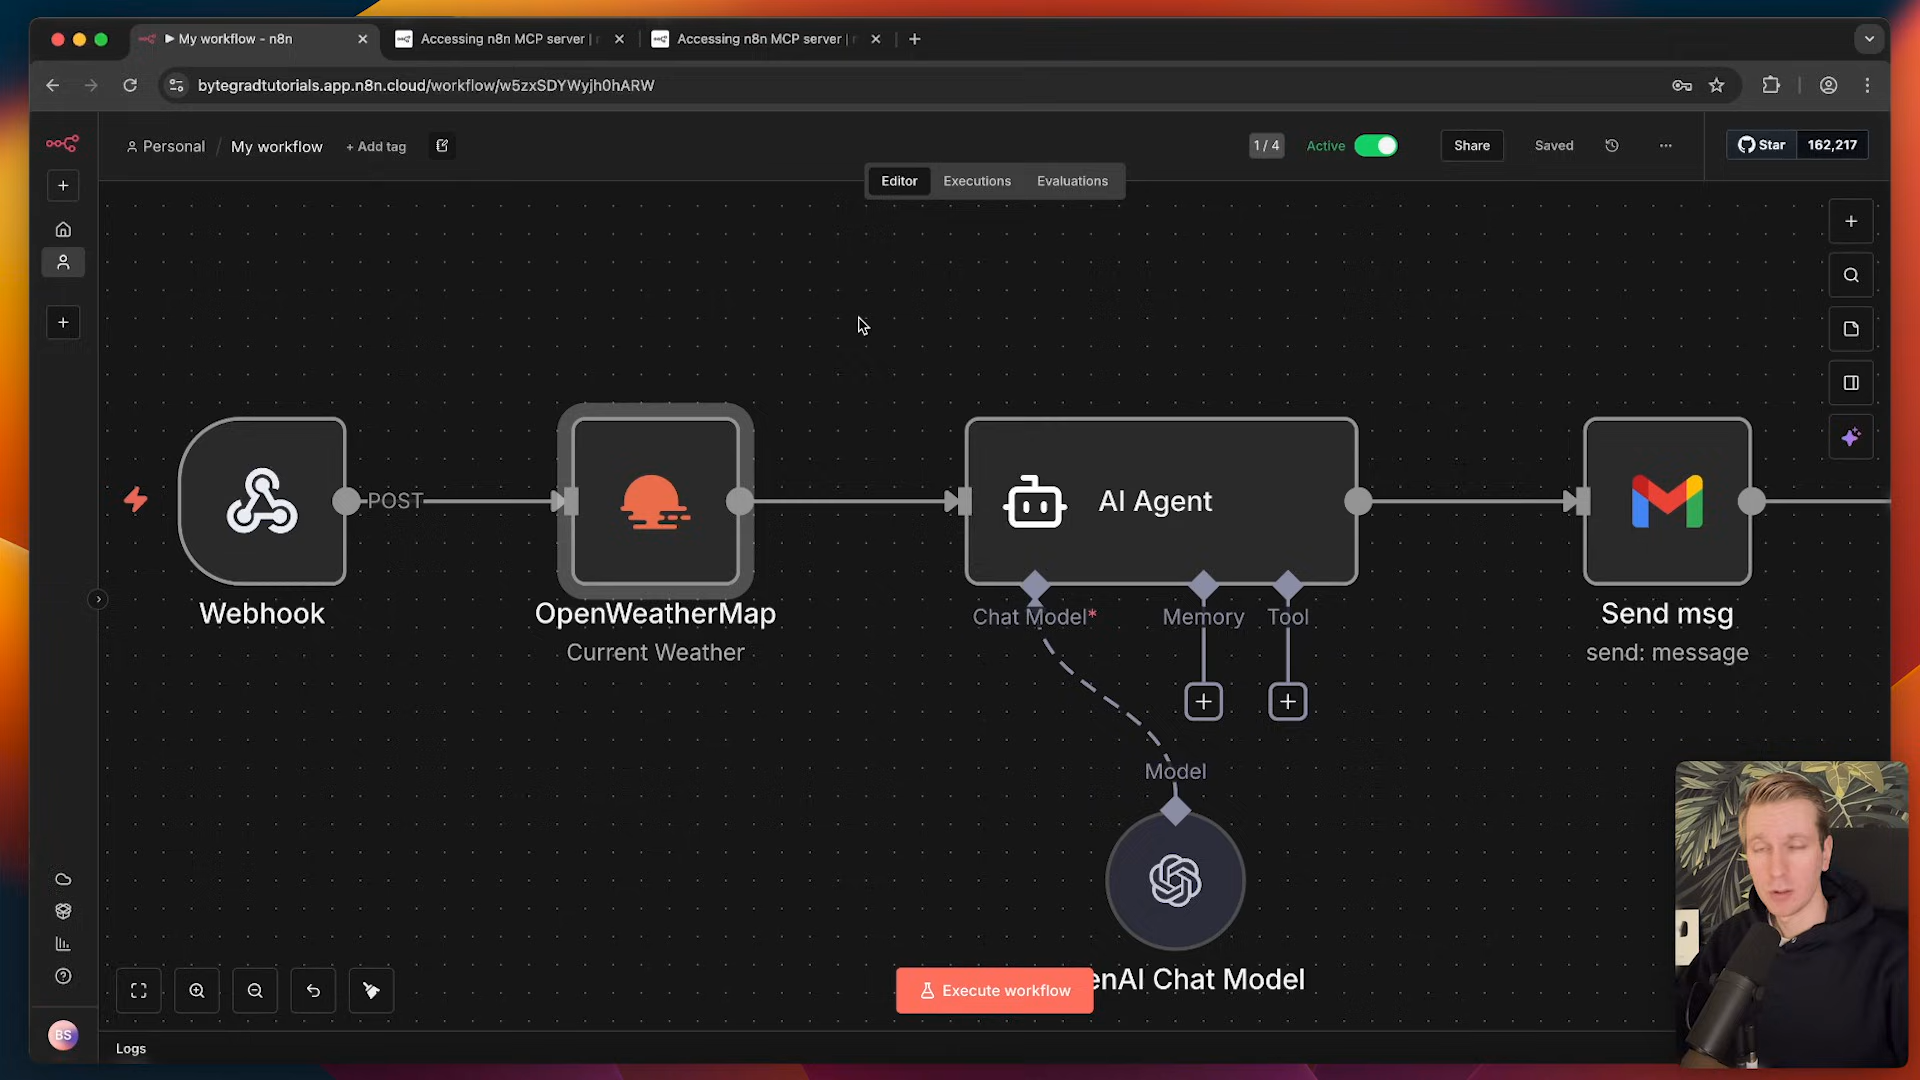 My workflow - n8n
Accessing n8n MCP server |
Accessing n8n MCP server |
bytegradtutorials.app.n8n.cloud/workflow/w5zxSDYWyjh0hARW
Personal / My workflow + Add tag
1 / 4
Active
Share
Saved
Star
162,217
Editor
Executions
Evaluations
POST
AI Agent
Webhook
OpenWeatherMap
Current Weather
Chat Model*
Memory
Tool
Send msg
send: message
Model
enAI Chat Model
Execute workflow
BS
Logs